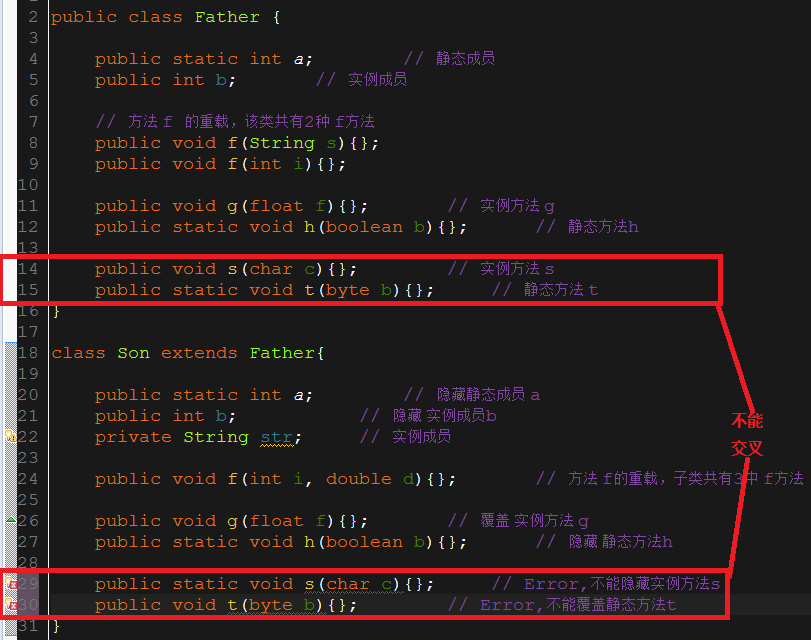 2 public class Father {
3
4 public static int a; // 静态成员
5 public int b; // 实例成员
6
7 // 方法 f 的重载，该类共有2种 f方法
8 public void f(String s){};
9 public void f(int i){};
10
11 public void g(float f){}; // 实例方法 g
12 public static void h(boolean b){}; // 静态方法h
13
14 public void s(char c){}; // 实例方法 s
15 public static void t(byte b){}; // 静态方法 t
16 }
17
18 class Son extends Father{
19
20 public static int a; // 隐藏静态成员 a
21 public int b; // 隐藏 实例成员b
22 private String str; // 实例成员
23
24 public void f(int i, double d){}; // 方法 f的重载，子类共有3中 f方法
25
26 public void g(float f){}; // 覆盖 实例方法 g
27 public static void h(boolean b){}; // 隐藏 静态方法h
28
29 public static void s(char c){}; // Error,不能隐藏实例方法s
30 public void t(byte b){}; // Error,不能覆盖静态方法t
31 }
不能
交叉